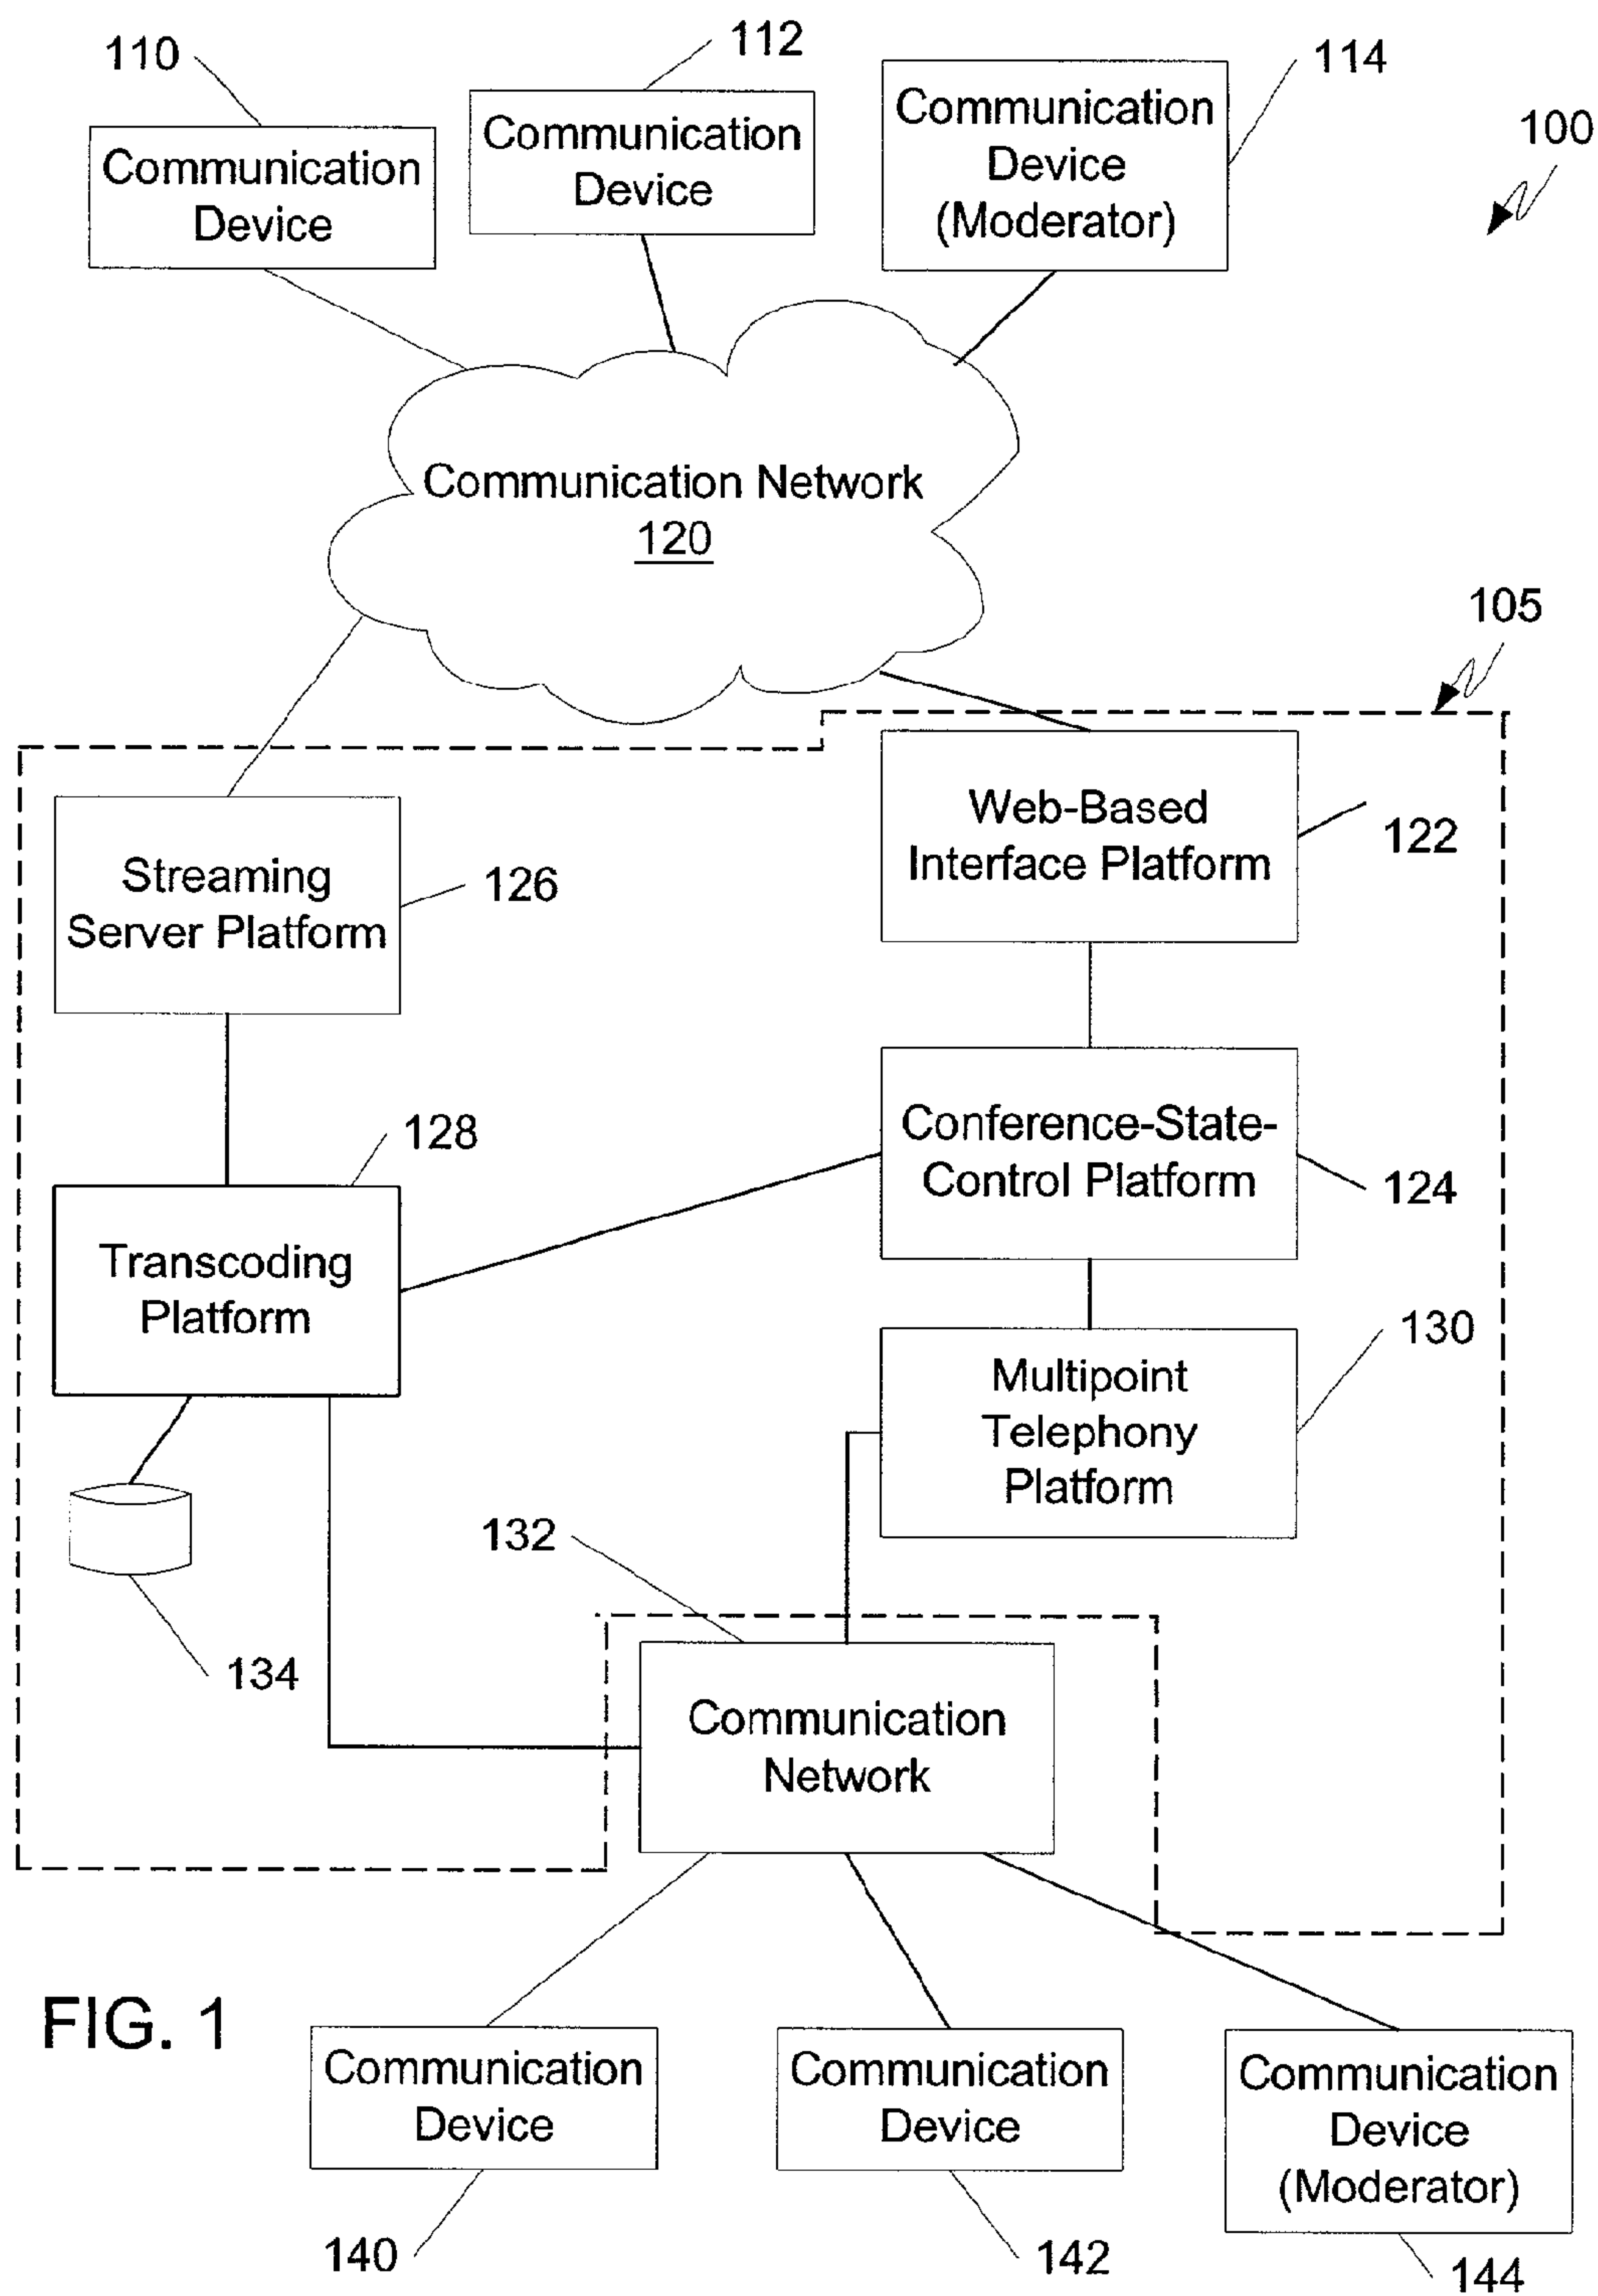 110
112
114
100
Communication
Device
Communication
Device
Communication
Device
(Moderator)
Communication Network
120
105
Web-Based
Interface Platform
122
Streaming
Server Platform
126
Conference-State-
Control Platform
124
128
Transcoding
Platform
130
Multipoint
Telephony
Platform
132
134
Communication
Network
FIG. 1
Communication
Device
Communication
Device
Communication
Device
(Moderator)
140
142
144